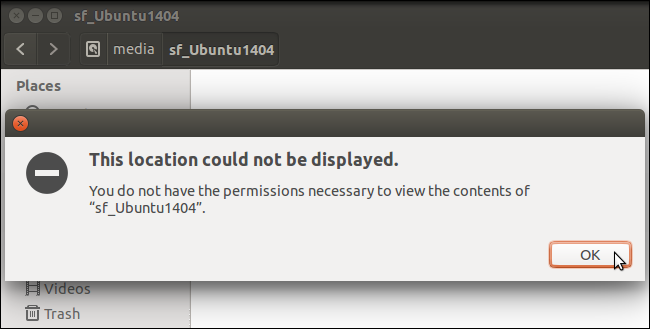 sf_Ubuntu1404
media sf_Ubuntu1404
Places
This location could not be displayed.
You do not have the permissions necessary to view the contents of
“sf_Ubuntu1404”.
OK
Videos
Trash